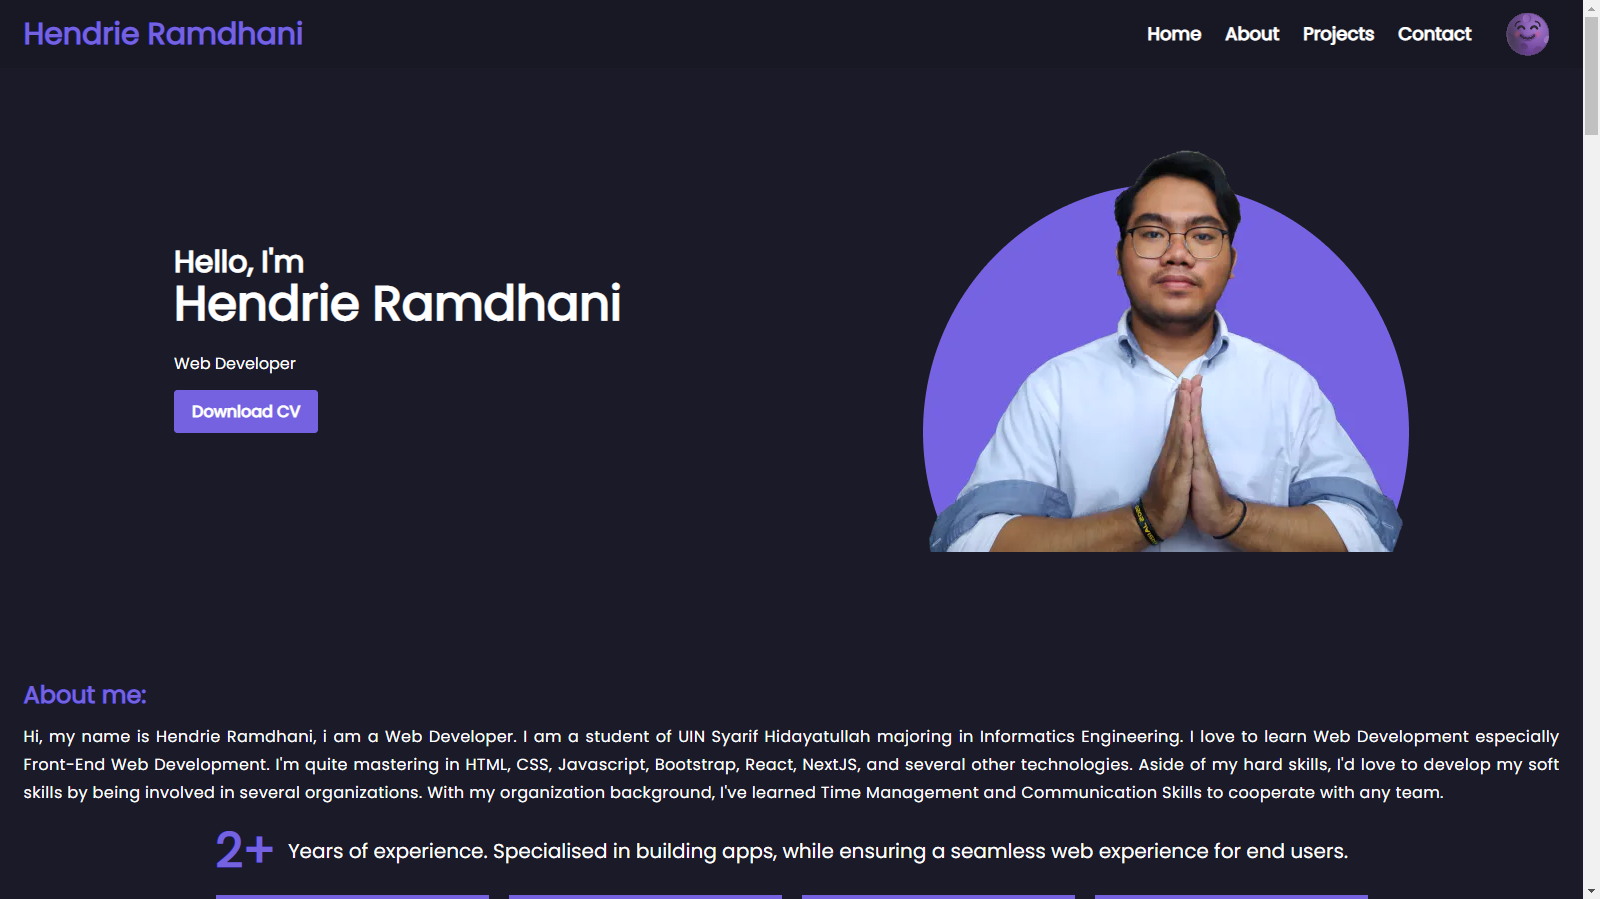 Hendrie Ramdhani
Home About Projects Contact
Hello, I'm
Hendrie Ramdhani
Web Developer
Download CV
About me:
Hi, my name is Hendrie Ramdhani, i am a Web Developer. I am a student of UIN Syarif Hidayatullah majoring in Informatics Engineering. I love to learn Web Development especially
Front-End Web Development. I'm quite mastering in HTML, CSS, Javascript, Bootstrap, React, NextJS, and several other technologies. Aside of my hard skills, I'd love to develop my soft
skills by being involved in several organizations. With my organization background, I've learned Time Management and Communication Skills to cooperate with any team.
2+ Years of experience. Specialised in building apps, while ensuring a seamless web experience for end users.